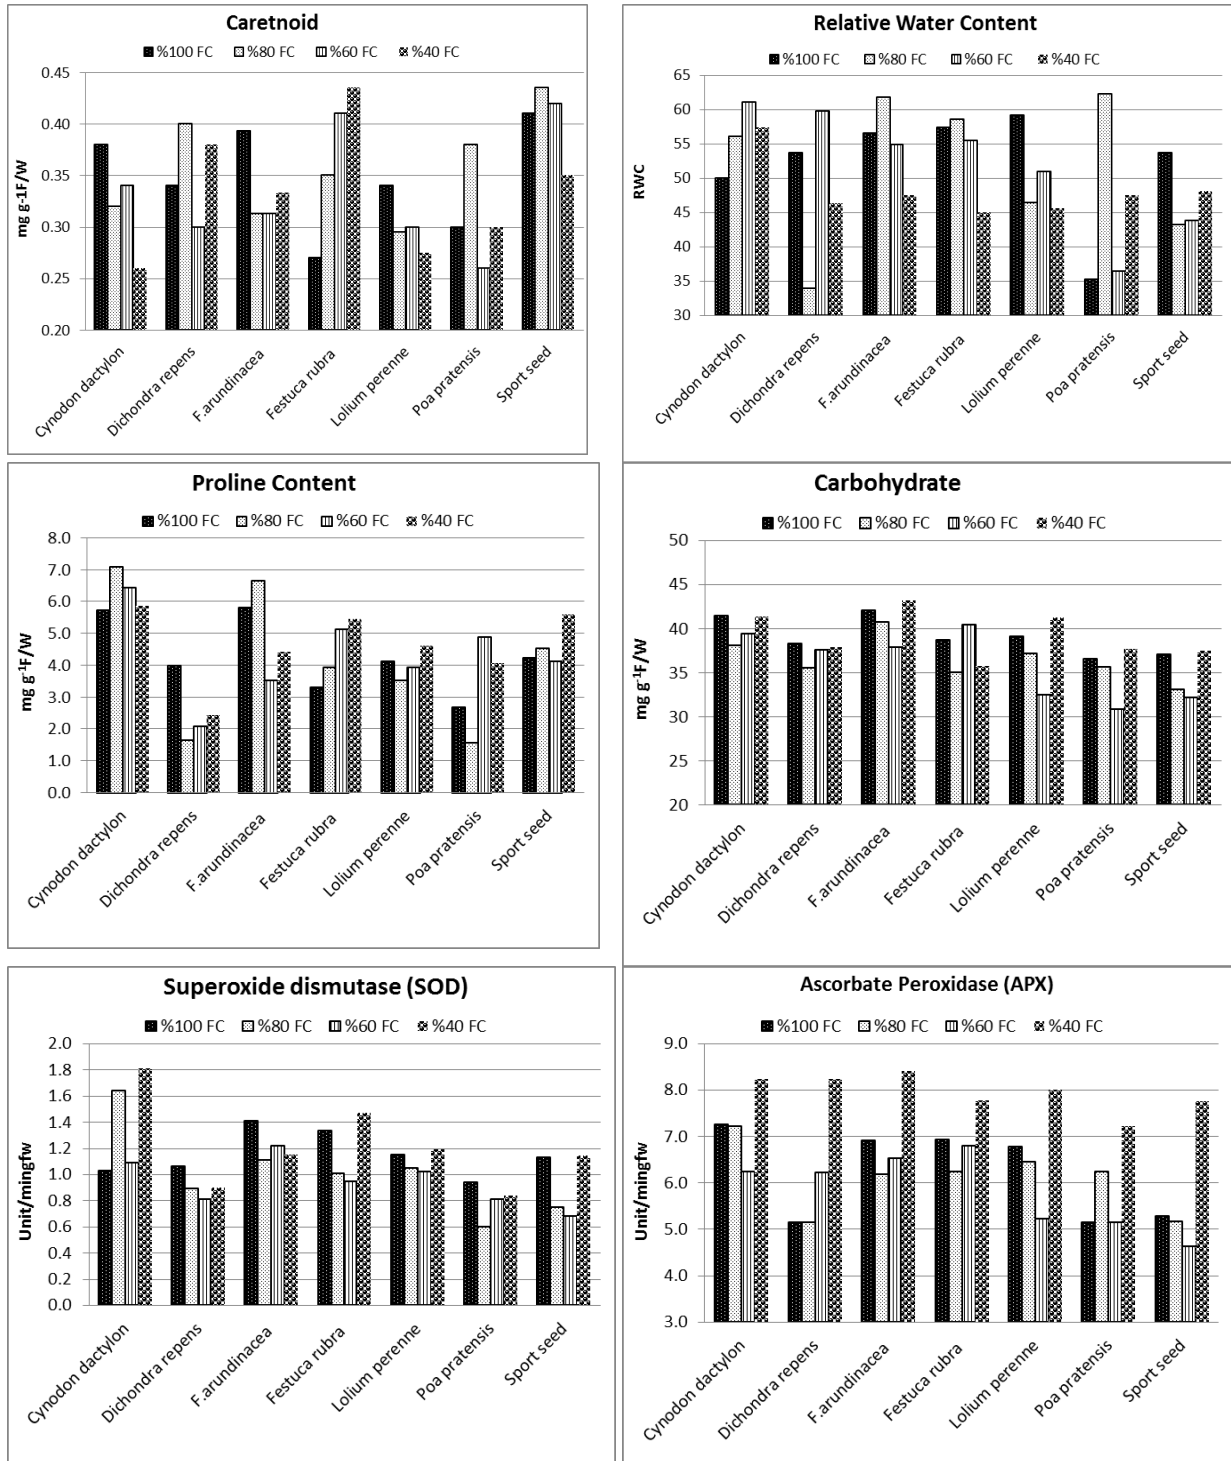 Caretnoid
%100 FC %80 FC %60 FC %40 FC
mg g-1F/W
0.45
0.40
0.35
0.30
0.25
0.20
Cynodon dactylon
Dichondra repens
F.arundinacea
Festuca rubra
Lolium perenne
Poa pratensis
Sport seed
Relative Water Content
%100 FC %80 FC %60 FC %40 FC
RWC
65
60
55
50
45
40
35
30
Cynodon dactylon
Dichondra repens
F.arundinacea
Festuca rubra
Lolium perenne
Poa pratensis
Sport seed
Proline Content
%100 FC %80 FC %60 FC %40 FC
mg g⁻¹F/W
8.0
7.0
6.0
5.0
4.0
3.0
2.0
1.0
0.0
Cynodon dactylon
Dichondra repens
F.arundinacea
Festuca rubra
Lolium perenne
Poa pratensis
Sport seed
Carbohydrate
%100 FC %80 FC %60 FC %40 FC
mg g⁻¹F/W
50
45
40
35
30
25
20
Cynodon dactylon
Dichondra repens
F.arundinacea
Festuca rubra
Lolium perenne
Poa pratensis
Sport seed
Superoxide dismutase (SOD)
%100 FC %80 FC %60 FC %40 FC
Unit/mingfw
2.0
1.8
1.6
1.4
1.2
1.0
0.8
0.6
0.4
0.2
0.0
Cynodon dactylon
Dichondra repens
F.arundinacea
Festuca rubra
Lolium perenne
Poa pratensis
Sport seed
Ascorbate Peroxidase (APX)
%100 FC %80 FC %60 FC %40 FC
Unit/mingfw
9.0
8.0
7.0
6.0
5.0
4.0
3.0
Cynodon dactylon
Dichondra repens
F.arundinacea
Festuca rubra
Lolium perenne
Poa pratensis
Sport seed